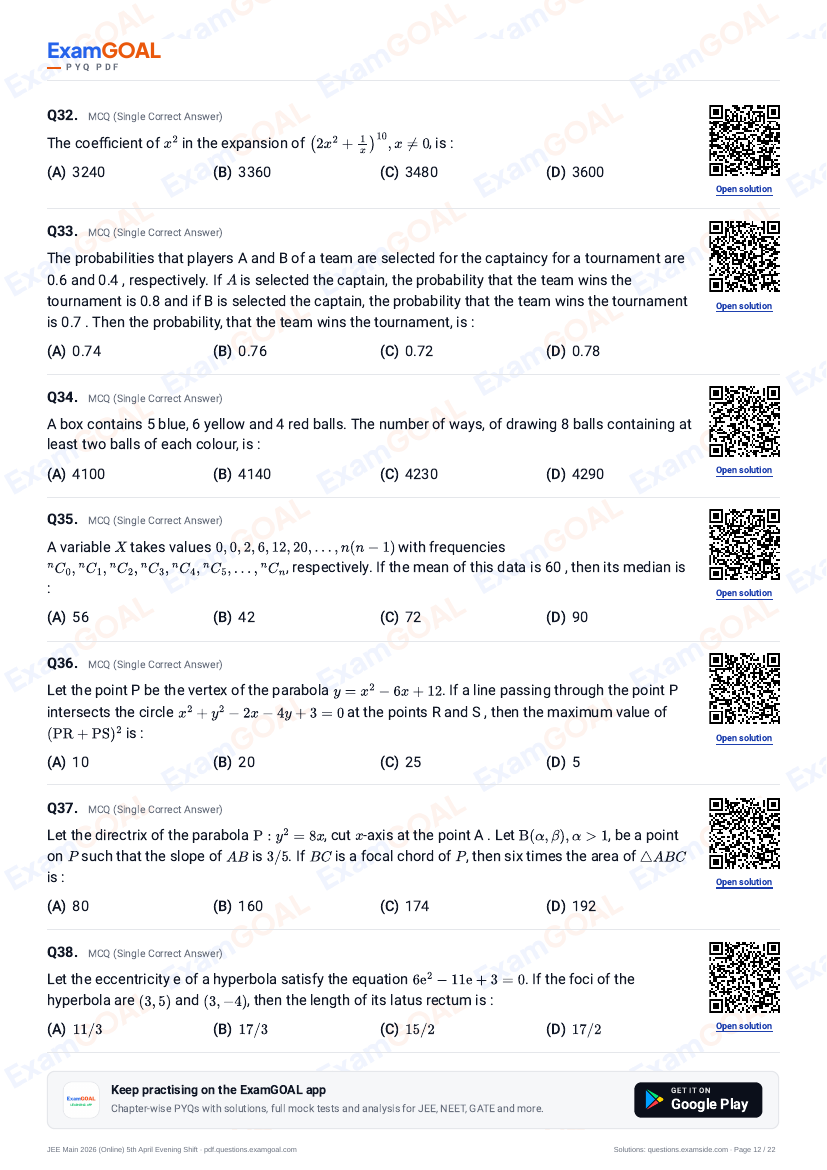 ExamGOAL
PYQ PDF
Q32. MCQ (Single Correct Answer)
The coefficient of x² in the expansion of (2x² + 1/x)¹⁰, x ≠ 0, is :
(A) 3240 (B) 3360 (C) 3480 (D) 3600
Open solution
Q33. MCQ (Single Correct Answer)
The probabilities that players A and B of a team are selected for the captaincy for a tournament are
0.6 and 0.4 , respectively. If A is selected the captain, the probability that the team wins the
tournament is 0.8 and if B is selected the captain, the probability that the team wins the tournament
is 0.7 . Then the probability, that the team wins the tournament, is :
(A) 0.74 (B) 0.76 (C) 0.72 (D) 0.78
Open solution
Q34. MCQ (Single Correct Answer)
A box contains 5 blue, 6 yellow and 4 red balls. The number of ways, of drawing 8 balls containing at
least two balls of each colour, is :
(A) 4100 (B) 4140 (C) 4230 (D) 4290
Open solution
Q35. MCQ (Single Correct Answer)
A variable X takes values 0, 0, 2, 6, 12, 20, . . . , n(n − 1) with frequencies
ⁿC₀, ⁿC₁, ⁿC₂, ⁿC₃, ⁿC₄, ⁿC₅, . . . , ⁿCₙ, respectively. If the mean of this data is 60 , then its median is
:
(A) 56 (B) 42 (C) 72 (D) 90
Open solution
Q36. MCQ (Single Correct Answer)
Let the point P be the vertex of the parabola y = x² − 6x + 12. If a line passing through the point P
intersects the circle x² + y² − 2x − 4y + 3 = 0 at the points R and S , then the maximum value of
(PR + PS)² is :
(A) 10 (B) 20 (C) 25 (D) 5
Open solution
Q37. MCQ (Single Correct Answer)
Let the directrix of the parabola P : y² = 8x, cut x-axis at the point A . Let B(α, β), α > 1, be a point
on P such that the slope of AB is 3/5. If BC is a focal chord of P, then six times the area of △ABC
is :
(A) 80 (B) 160 (C) 174 (D) 192
Open solution
Q38. MCQ (Single Correct Answer)
Let the eccentricity e of a hyperbola satisfy the equation 6e² − 11e + 3 = 0. If the foci of the
hyperbola are (3, 5) and (3, −4), then the length of its latus rectum is :
(A) 11/3 (B) 17/3 (C) 15/2 (D) 17/2
Open solution
ExamGOAL
Keep practising on the ExamGOAL app
Chapter-wise PYQs with solutions, full mock tests and analysis for JEE, NEET, GATE and more.
GET IT ON
Google Play
JEE Main 2026 (Online) 5th April Evening Shift · pdf.questions.examgoal.com
Solutions: questions.examside.com · Page 12 / 22